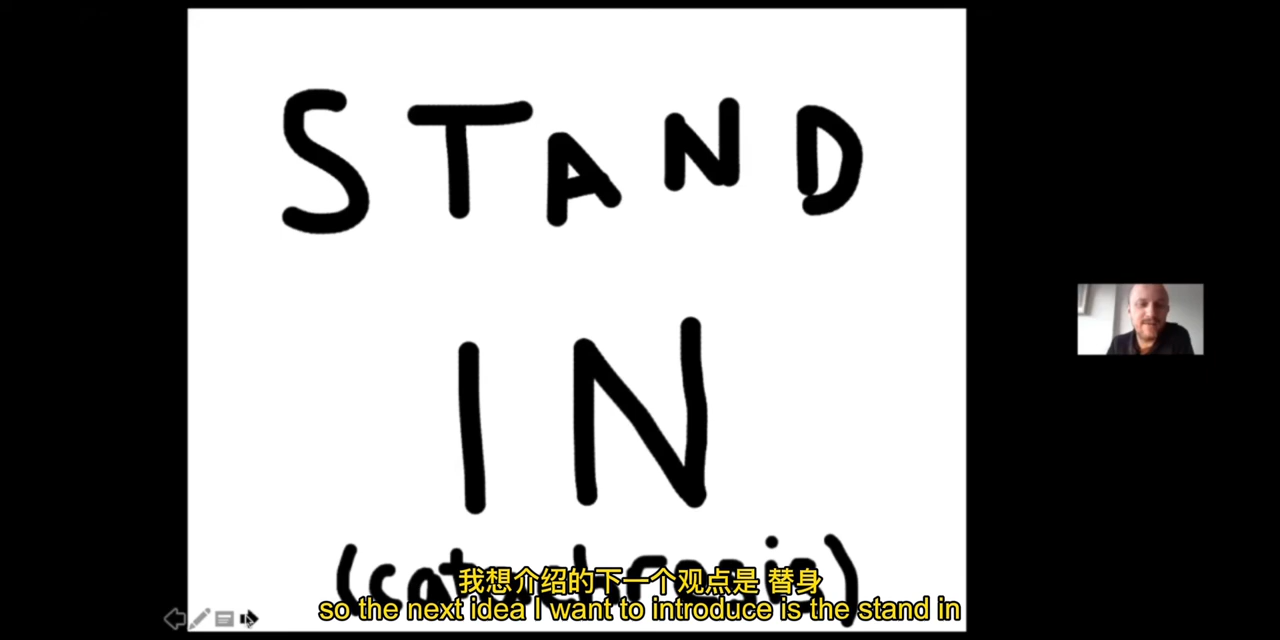 STAND
IN
(catachresis)
我想介绍的下一个观点是 替身
so the next idea I want to introduce is the stand in